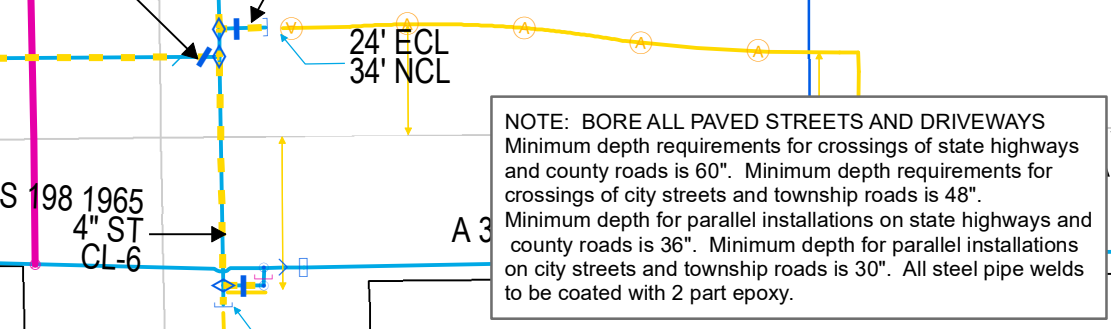 24' ECL
34' NCL
NOTE: BORE ALL PAVED STREETS AND DRIVEWAYS
Minimum depth requirements for crossings of state highways
and county roads is 60". Minimum depth requirements for
crossings of city streets and township roads is 48".
Minimum depth for parallel installations on state highways and
county roads is 36". Minimum depth for parallel installations
on city streets and township roads is 30". All steel pipe welds
to be coated with 2 part epoxy.
S 198 1965
4" ST
CL-6
A 3
A
A
A
A
A